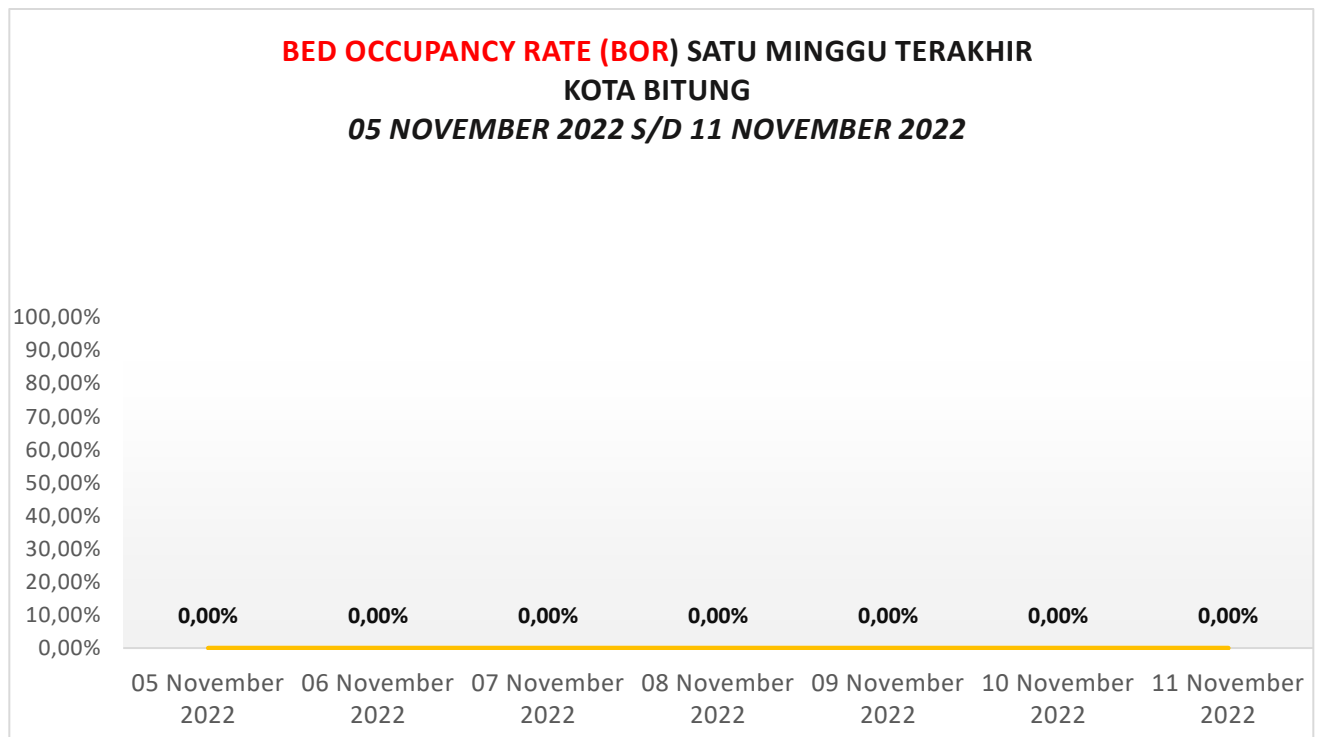 BED OCCUPANCY RATE (BOR) SATU MINGGU TERAKHIR
KOTA BITUNG
05 NOVEMBER 2022 S/D 11 NOVEMBER 2022
100,00%
90,00%
80,00%
70,00%
60,00%
50,00%
40,00%
30,00%
20,00%
10,00%
0,00%
0,00% 0,00% 0,00% 0,00% 0,00% 0,00% 0,00%
05 November 2022
06 November 2022
07 November 2022
08 November 2022
09 November 2022
10 November 2022
11 November 2022